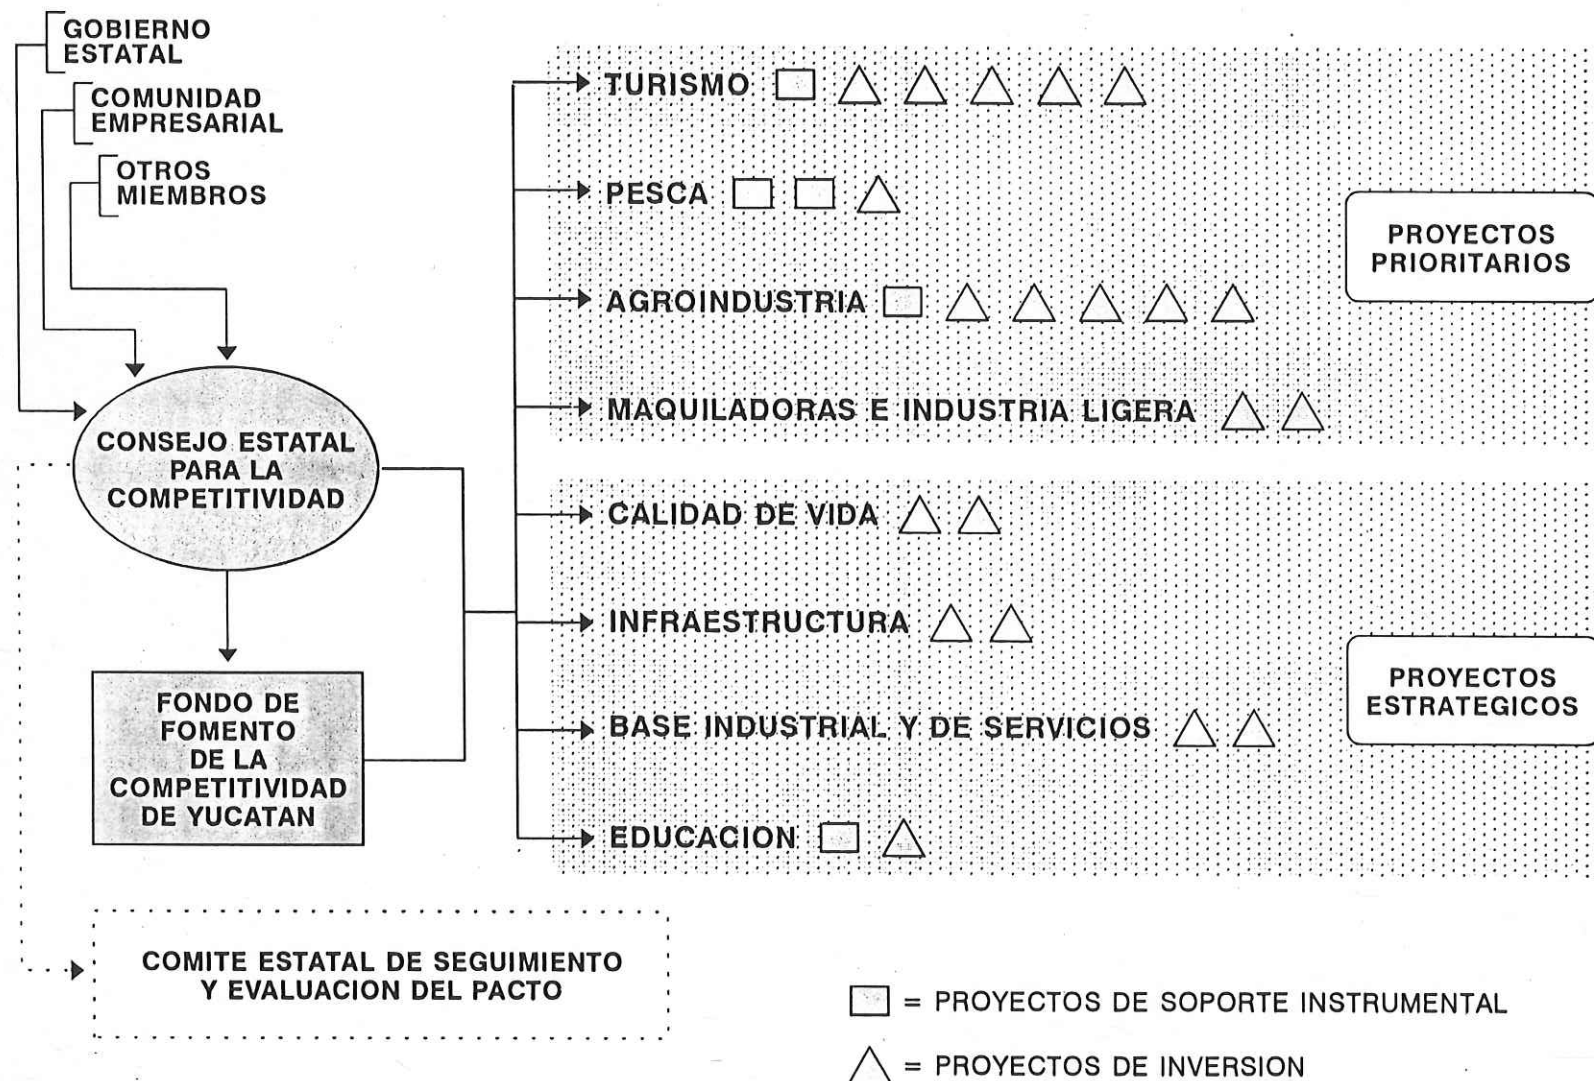 GOBIERNO
ESTATAL
COMUNIDAD
EMPRESARIAL
OTROS
MIEMBROS
CONSEJO ESTATAL
PARA LA
COMPETITIVIDAD
FONDO DE
FOMENTO
DE LA
COMPETITIVIDAD
DE YUCATAN
COMITE ESTATAL DE SEGUIMIENTO
Y EVALUACION DEL PACTO
TURISMO
PESCA
AGROINDUSTRIA
MAQUILADORAS E INDUSTRIA LIGERA
PROYECTOS
PRIORITARIOS
CALIDAD DE VIDA
INFRAESTRUCTURA
BASE INDUSTRIAL Y DE SERVICIOS
EDUCACION
PROYECTOS
ESTRATEGICOS
= PROYECTOS DE SOPORTE INSTRUMENTAL
= PROYECTOS DE INVERSION